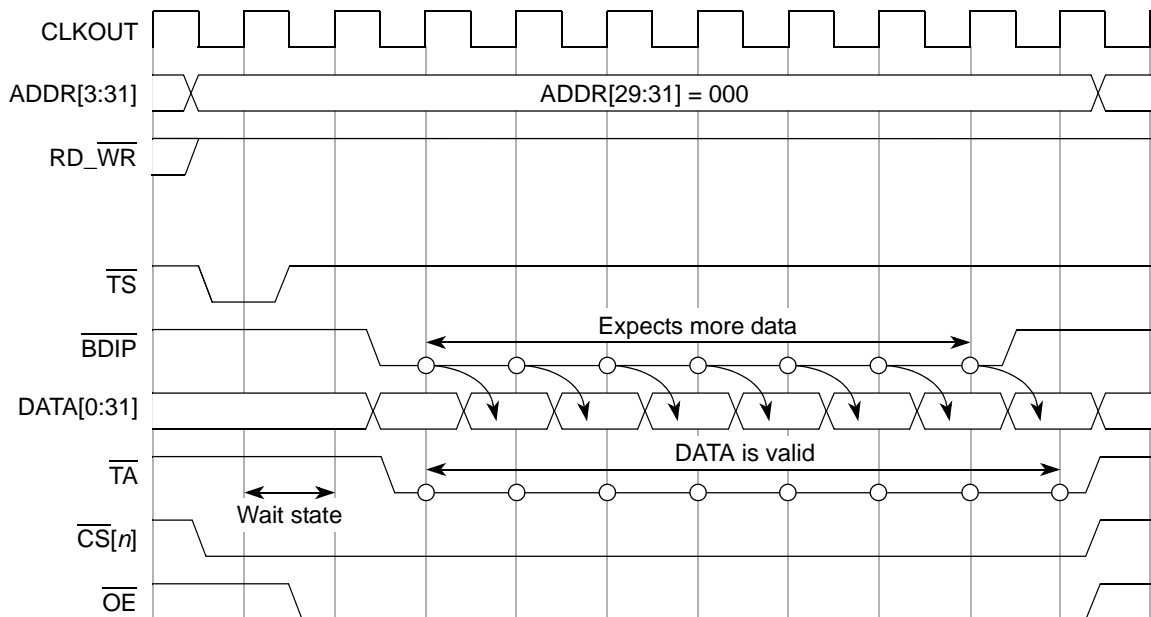 CLKOUT
ADDR[3:31]
ADDR[29:31] = 000
RD_WR
TS
Expects more data
BDIP
DATA[0:31]
DATA is valid
TA
Wait state
CS[n]
OE